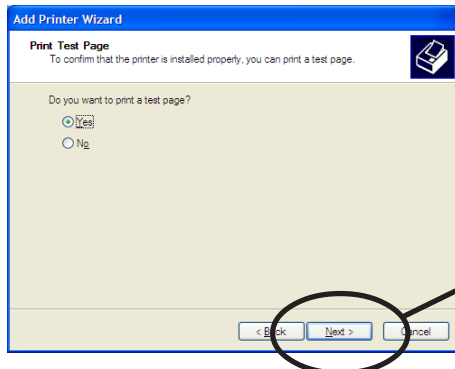 Add Printer Wizard
Print Test Page
To confirm that the printer is installed properly, you can print a test page.
Do you want to print a test page?
Yes
No
< Back Next > Cancel